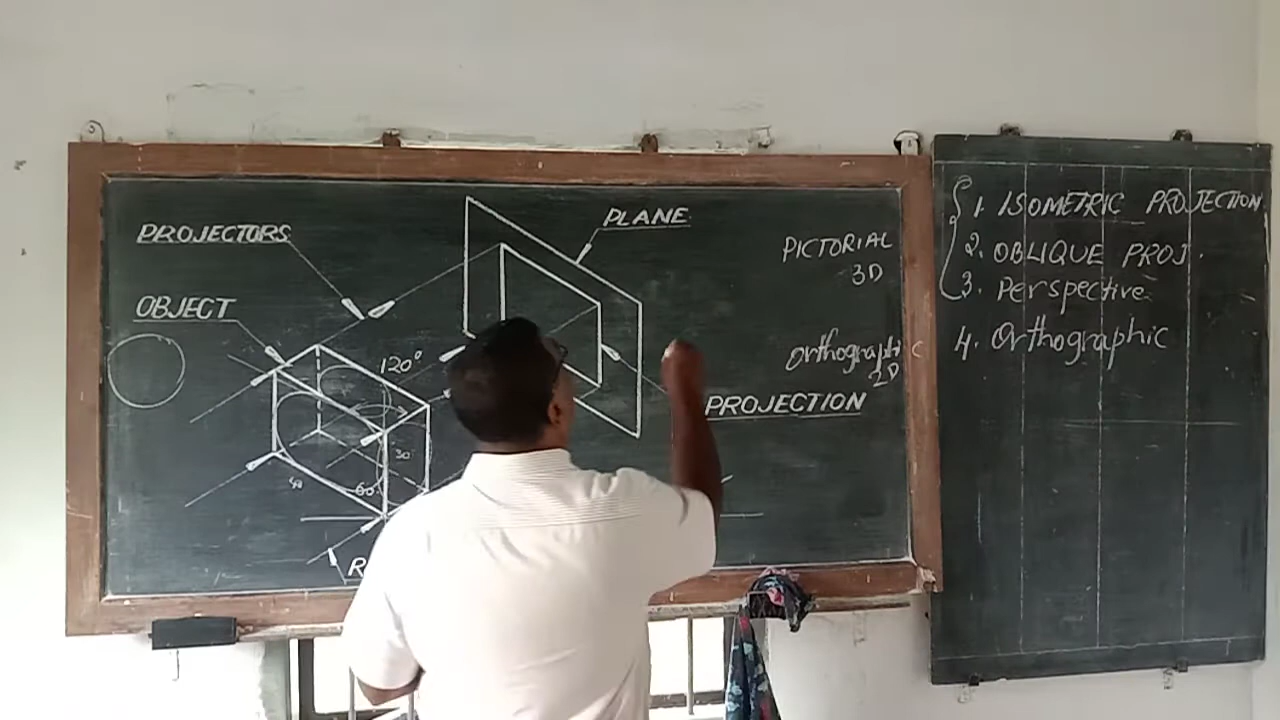 PROJECTORS
OBJECT
120°
30°
60°
PLANE
PROJECTION
PICTORIAL
3D
Orthographic
2D
1. ISOMETRIC PROJECTION
2. OBLIQUE PROJ.
3. Perspective
4. Orthographic